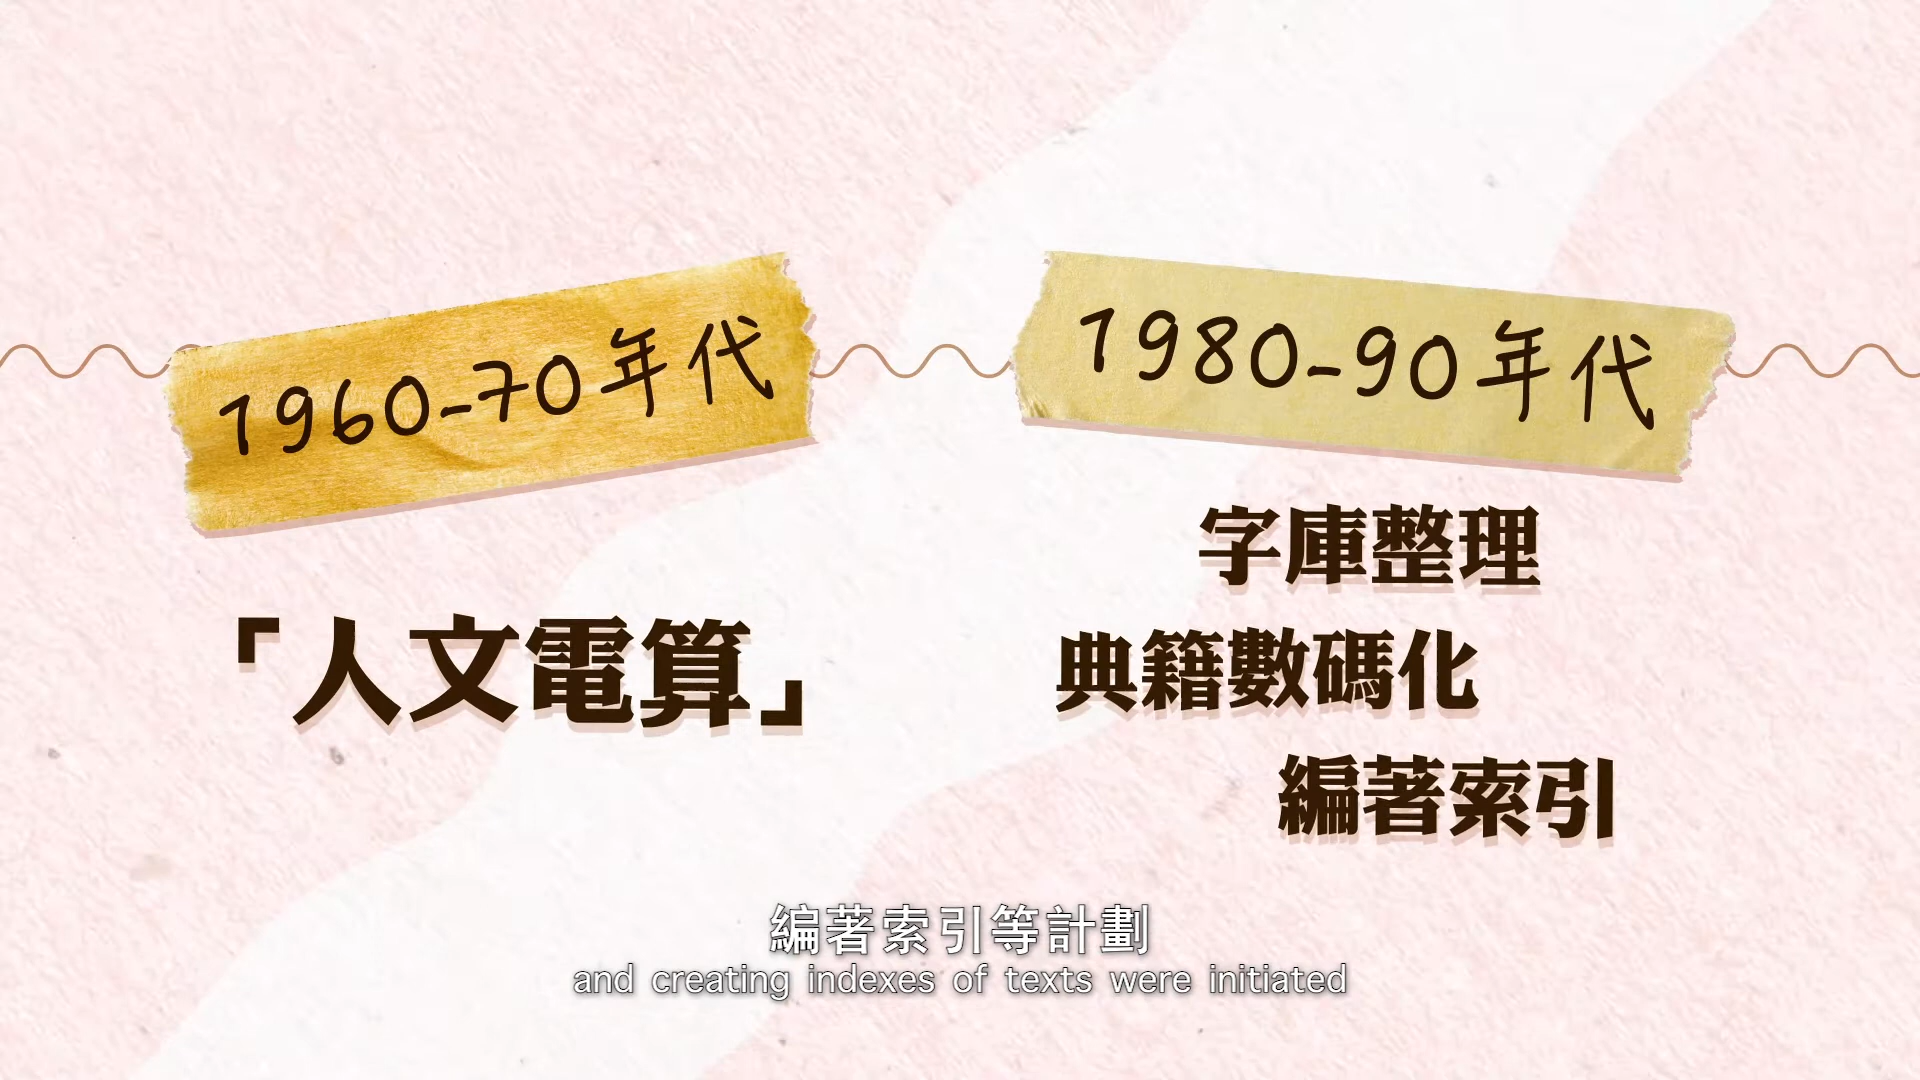 1960-70年代
「人文電算」
1980-90年代
字庫整理
典籍數碼化
編著索引
編著索引等計劃
and creating indexes of texts were initiated